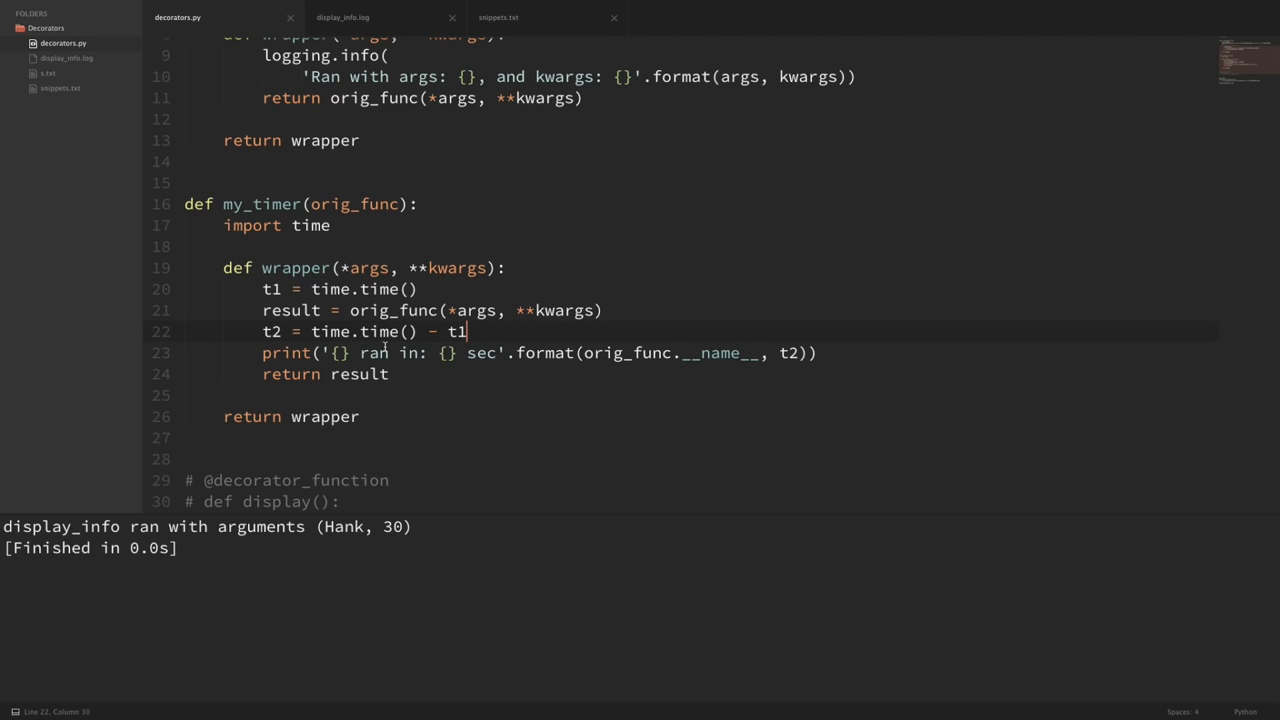 decorators.py
display_info.log
snippets.txt
FOLDERS
Decorators
decorators.py
display_info.log
s.txt
snippets.txt
9 logging.info(
10 'Ran with args: {}, and kwargs: {}'.format(args, kwargs))
11 return orig_func(*args, **kwargs)
12
13 return wrapper
14
15
16 def my_timer(orig_func):
17 import time
18
19 def wrapper(*args, **kwargs):
20 t1 = time.time()
21 result = orig_func(*args, **kwargs)
22 t2 = time.time() - t1
23 print('{} ran in: {} sec'.format(orig_func.__name__, t2))
24 return result
25
26 return wrapper
27
28
29 # @decorator_function
30 # def display():
display_info ran with arguments (Hank, 30)
[Finished in 0.0s]
Line 22, Column 30
Spaces: 4
Python